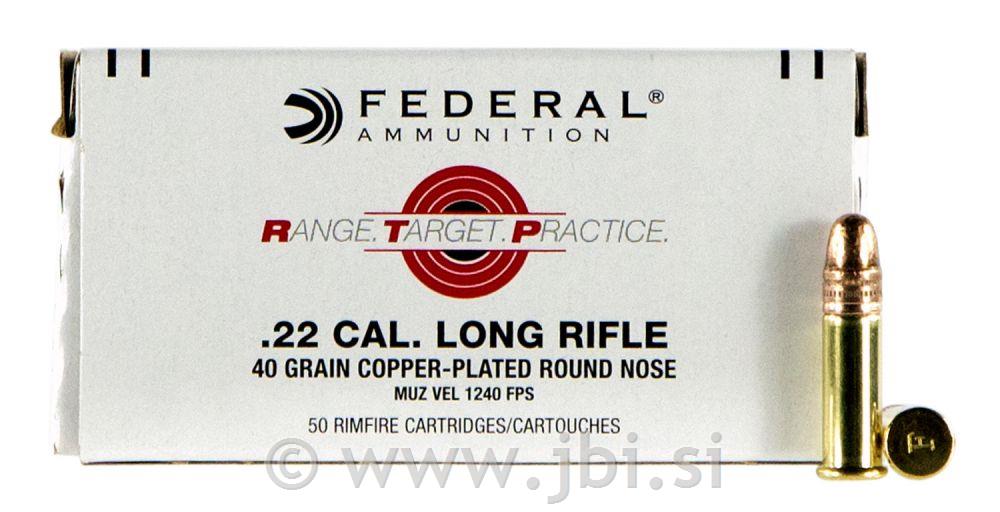 FEDERAL®
AMMUNITION
RANGE. TARGET. PRACTICE.
.22 CAL. LONG RIFLE
40 GRAIN COPPER-PLATED ROUND NOSE
MUZ VEL 1240 FPS
50 RIMFIRE CARTRIDGES/CARTOUCHES
© www.jbi.si
F